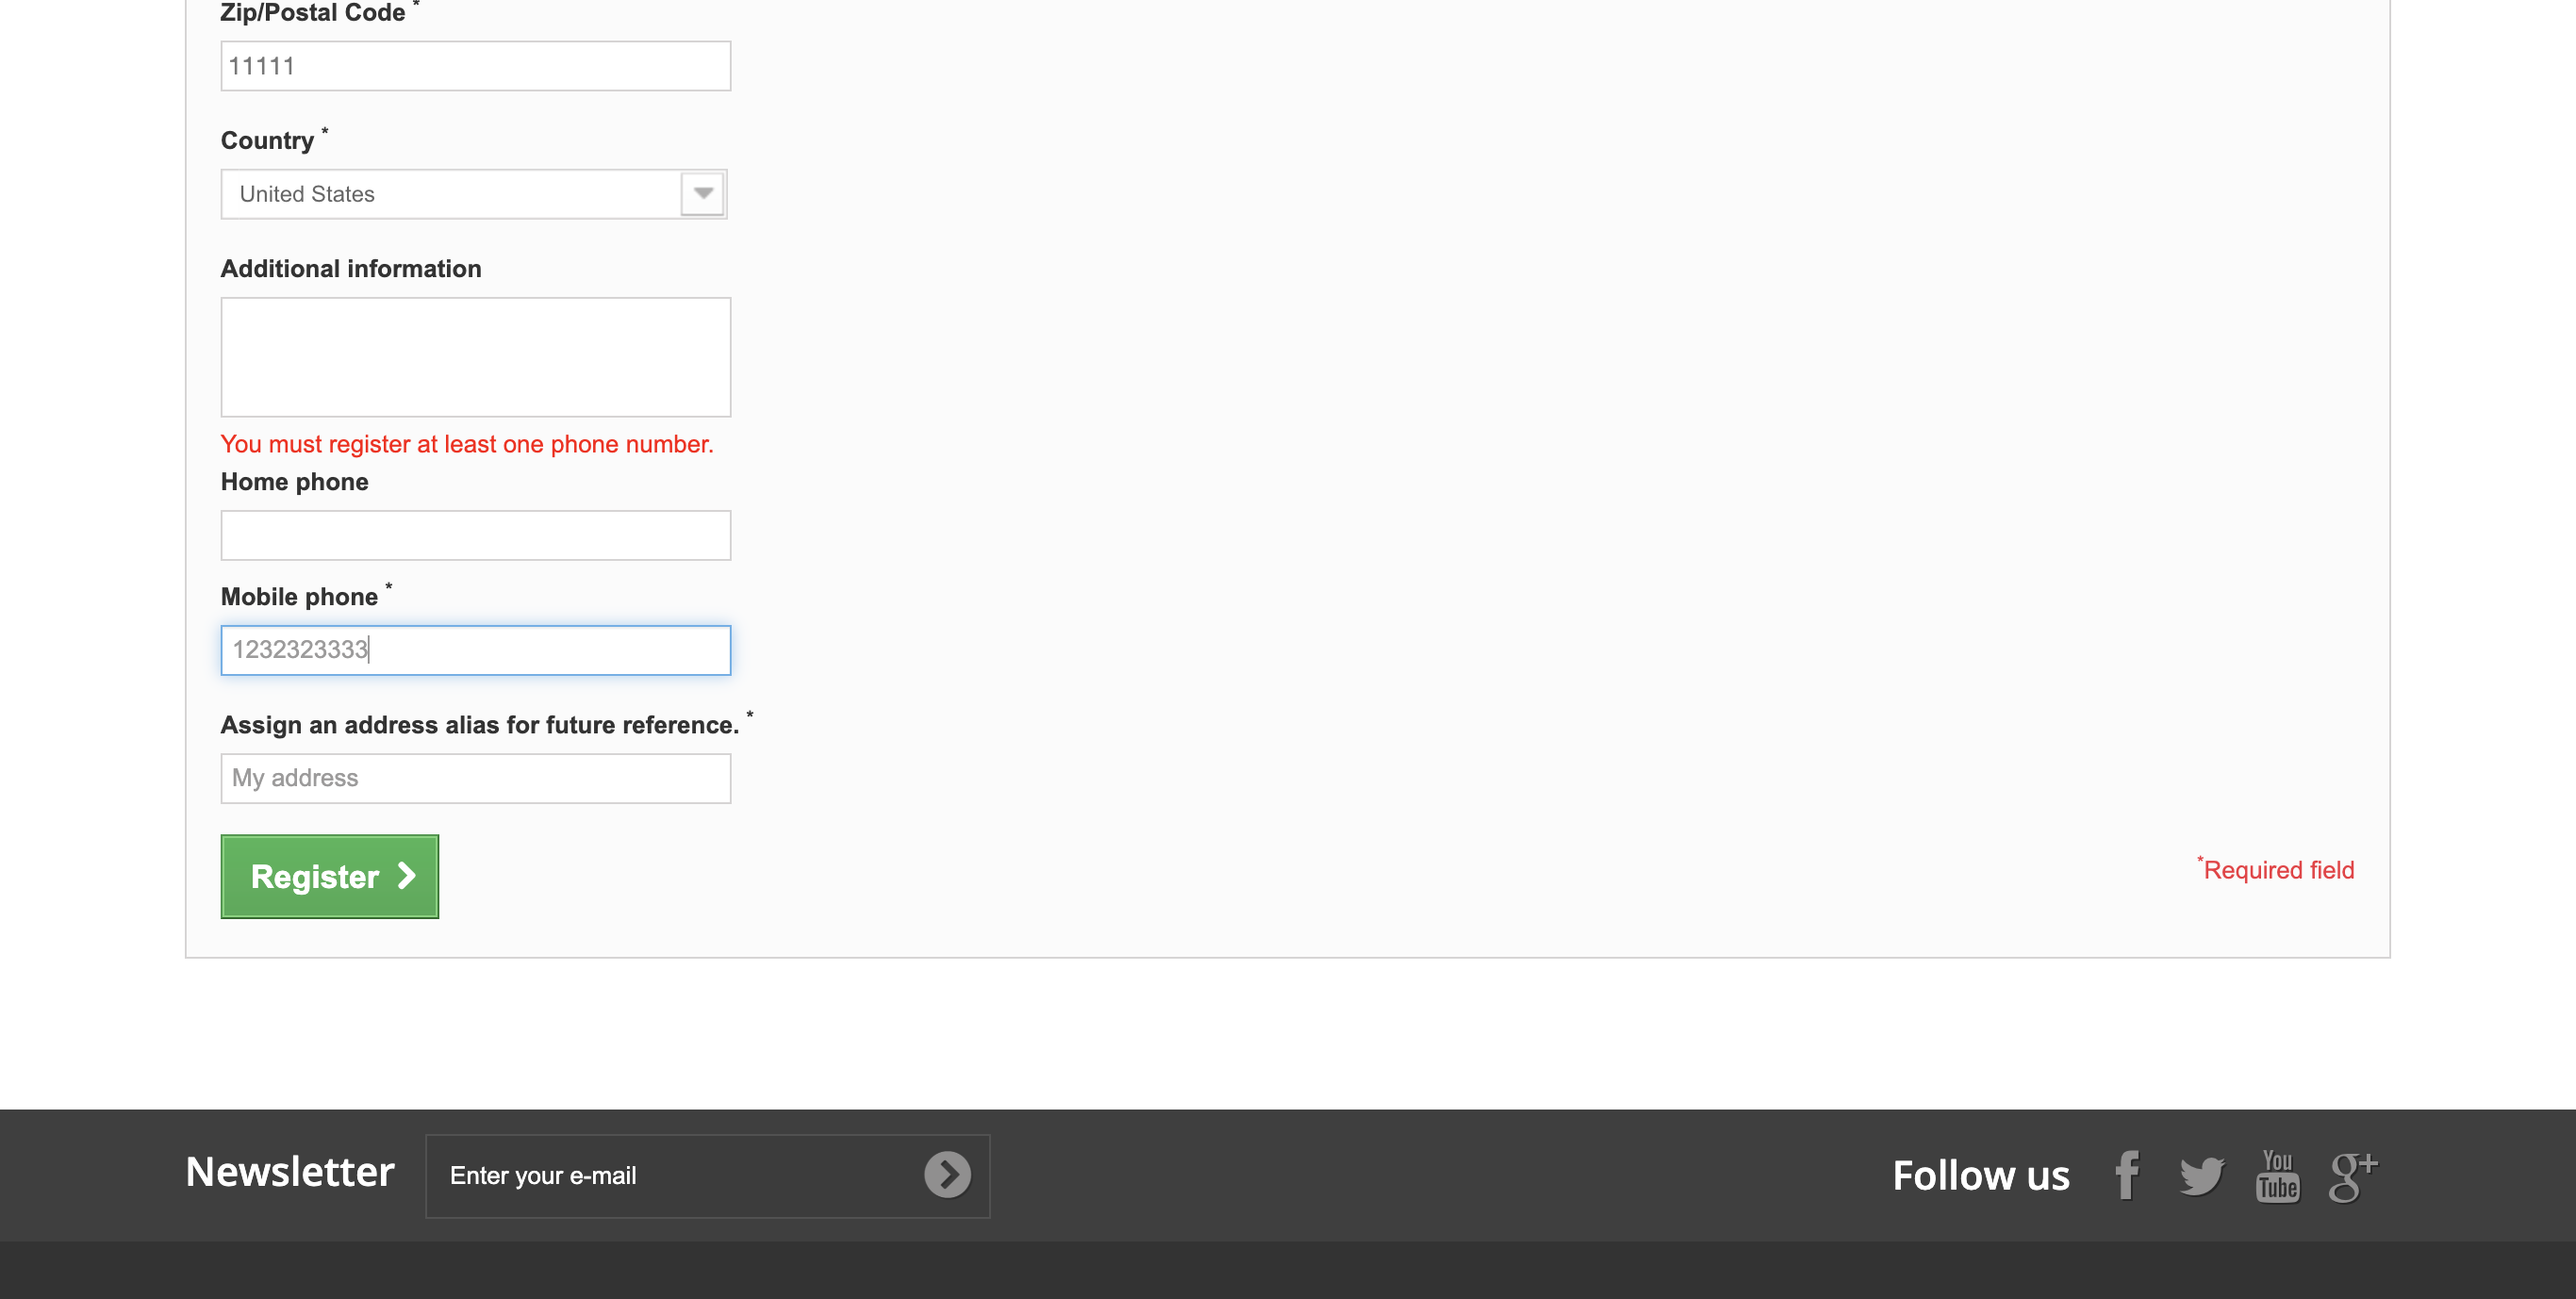 Zip/Postal Code *
11111
Country *
United States
Additional information
You must register at least one phone number.
Home phone
Mobile phone *
1232323333
Assign an address alias for future reference. *
My address
Register
*Required field
Newsletter
Enter your e-mail
Follow us
f
You
Tube
g+